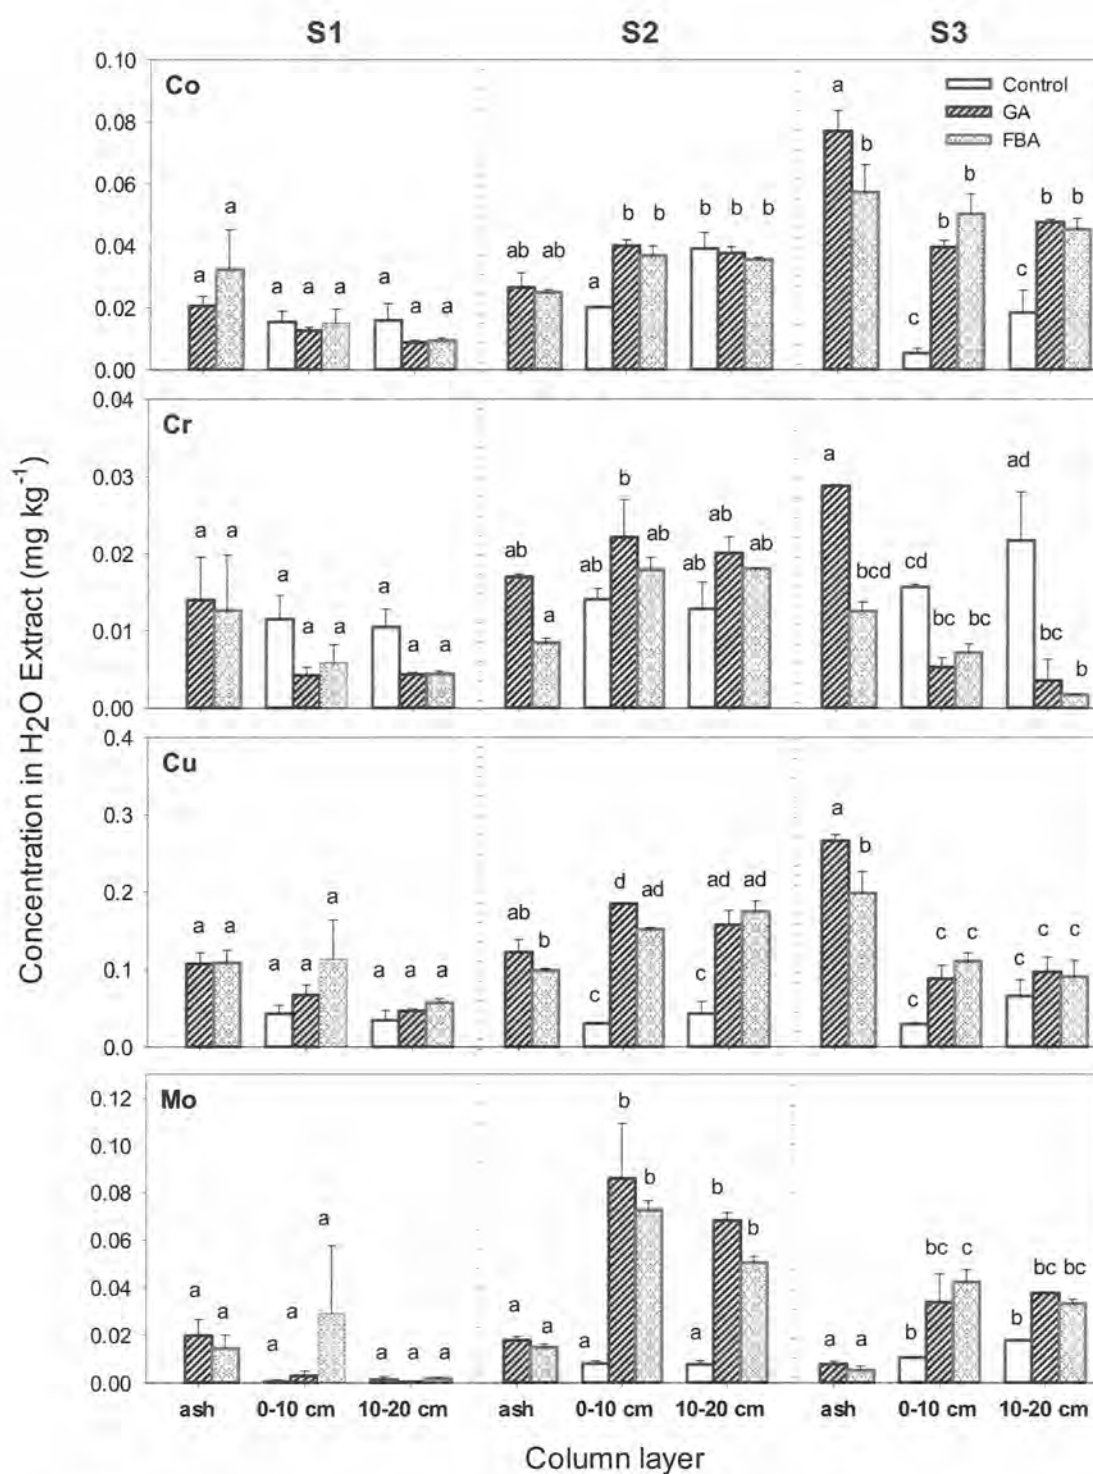 S1 S2 S3
0.10
Co
a
Control
0.08
GA
b
FBA
0.06
a
b
b b b b b
b
b b
ab ab
0.04
a
a
c
a a a
a
a a
0.02
c
0.00
0.04
Cr
a
ad
0.03
b
a a
ab
ab
ab
ab
ab
ab
0.02
a
bcd
cd
a
a
bc bc
bc
0.01
a a
a a
b
0.00
0.4
Cu
a
0.3
b
a
d
ad
ad ad
0.2
ab
b
a a
c c
c c
c
a a
a a a
c
c
0.1
c
0.0
Mo
b
0.12
0.10
b
b
0.08
b
a
0.06
bc c
bc bc
0.04
a
a
a
a
a
a
a
a a
b
b
0.02
a
a a a
0.00
ash 0-10 cm 10-20 cm ash 0-10 cm 10-20 cm ash 0-10 cm 10-20 cm
Column layer
Concentration in H2O Extract (mg kg-1)